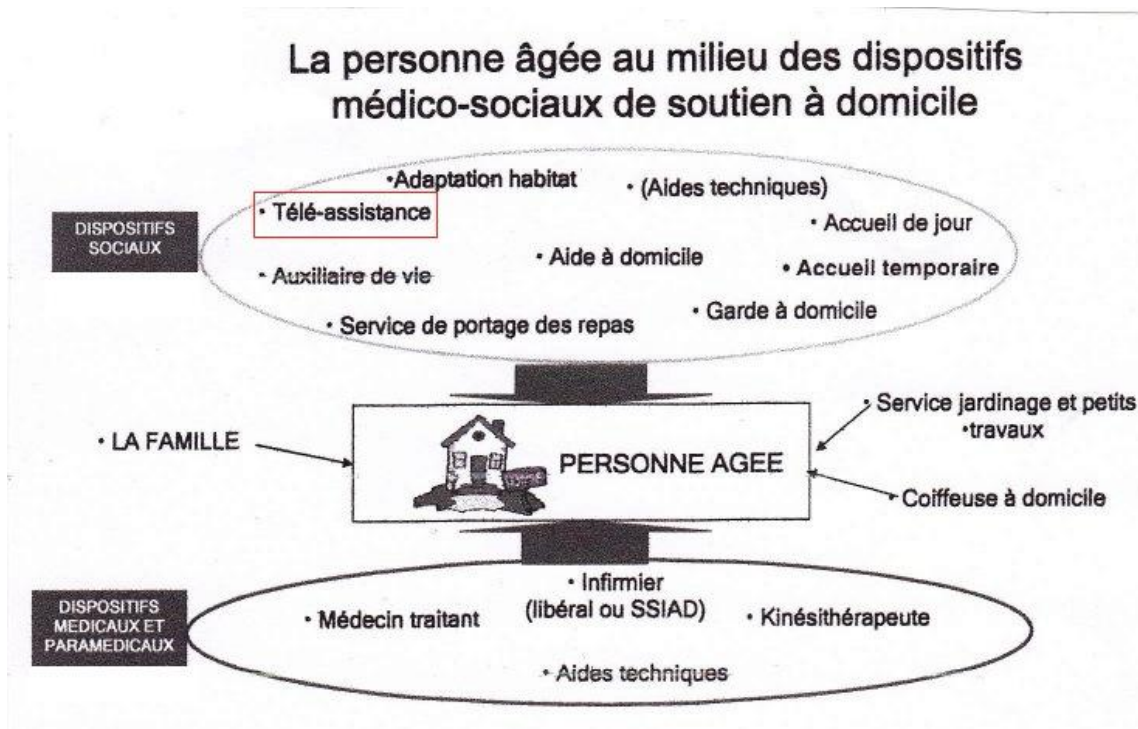 La personne âgée au milieu des dispositifs
médico-sociaux de soutien à domicile
•Adaptation habitat
• (Aides techniques)
• Télé-assistance
DISPOSITIFS
SOCIAUX
• Accueil de jour
• Aide à domicile
• Auxiliaire de vie
• Accueil temporaire
• Service de portage des repas
• Garde à domicile
• LA FAMILLE
PERSONNE AGEE
• Service jardinage et petits
•travaux
• Coiffeuse à domicile
DISPOSITIFS
MEDICAUX ET
PARAMEDICAUX
• Médecin traitant
• Infirmier
(libéral ou SSIAD)
• Kinésithérapeute
• Aides techniques